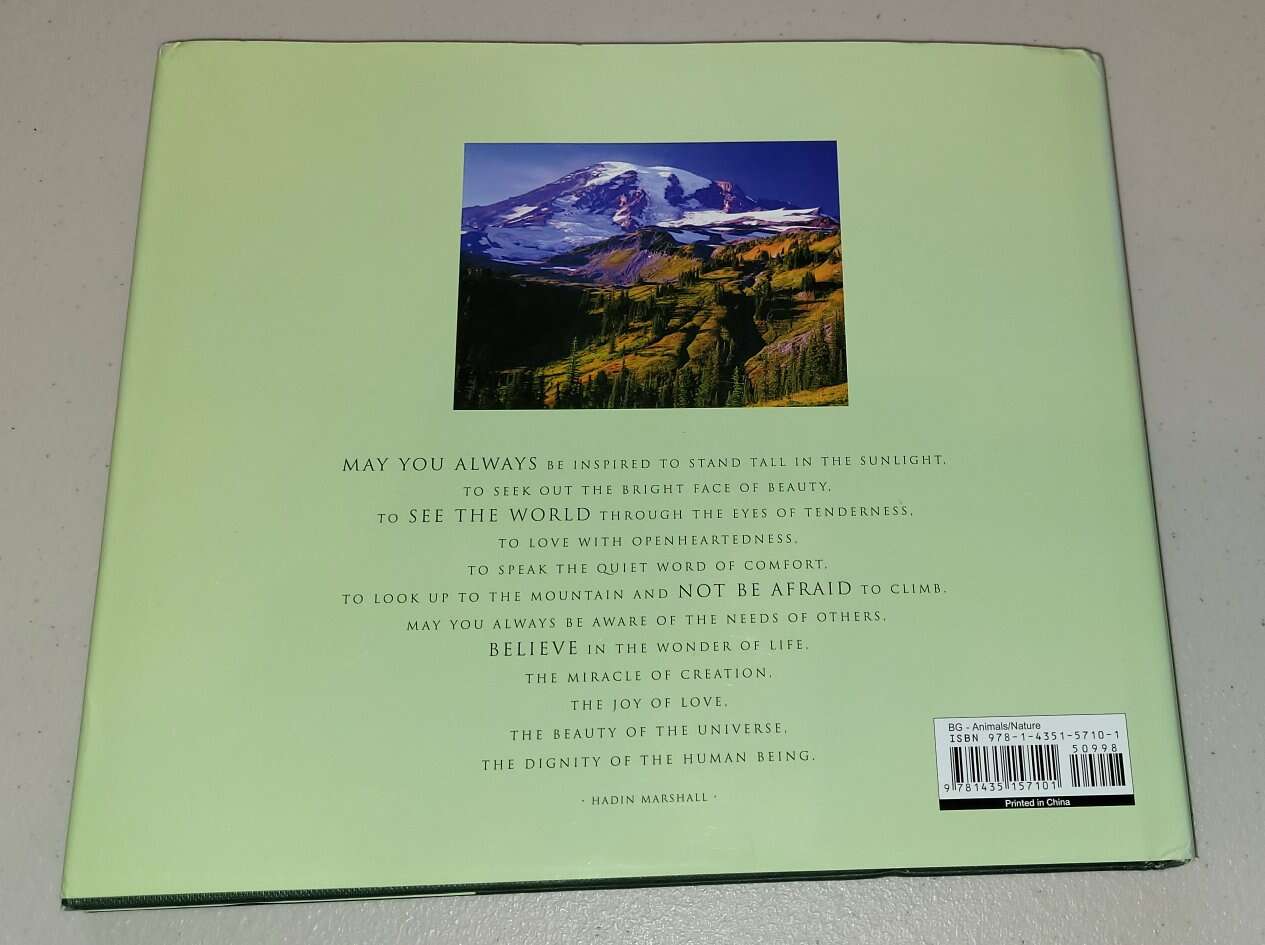 MAY YOU ALWAYS BE INSPIRED TO STAND TALL IN THE SUNLIGHT,
TO SEEK OUT THE BRIGHT FACE OF BEAUTY,
TO SEE THE WORLD THROUGH THE EYES OF TENDERNESS,
TO LOVE WITH OPENHEARTEDNESS,
TO SPEAK THE QUIET WORD OF COMFORT,
TO LOOK UP TO THE MOUNTAIN AND NOT BE AFRAID TO CLIMB.
MAY YOU ALWAYS BE AWARE OF THE NEEDS OF OTHERS,
BELIEVE IN THE WONDER OF LIFE,
THE MIRACLE OF CREATION,
THE JOY OF LOVE,
THE BEAUTY OF THE UNIVERSE,
THE DIGNITY OF THE HUMAN BEING.
· HADIN MARSHALL ·
BG - Animals/Nature
ISBN 978-1-4351-5710-1
50998
9 781435 157101
Printed in China